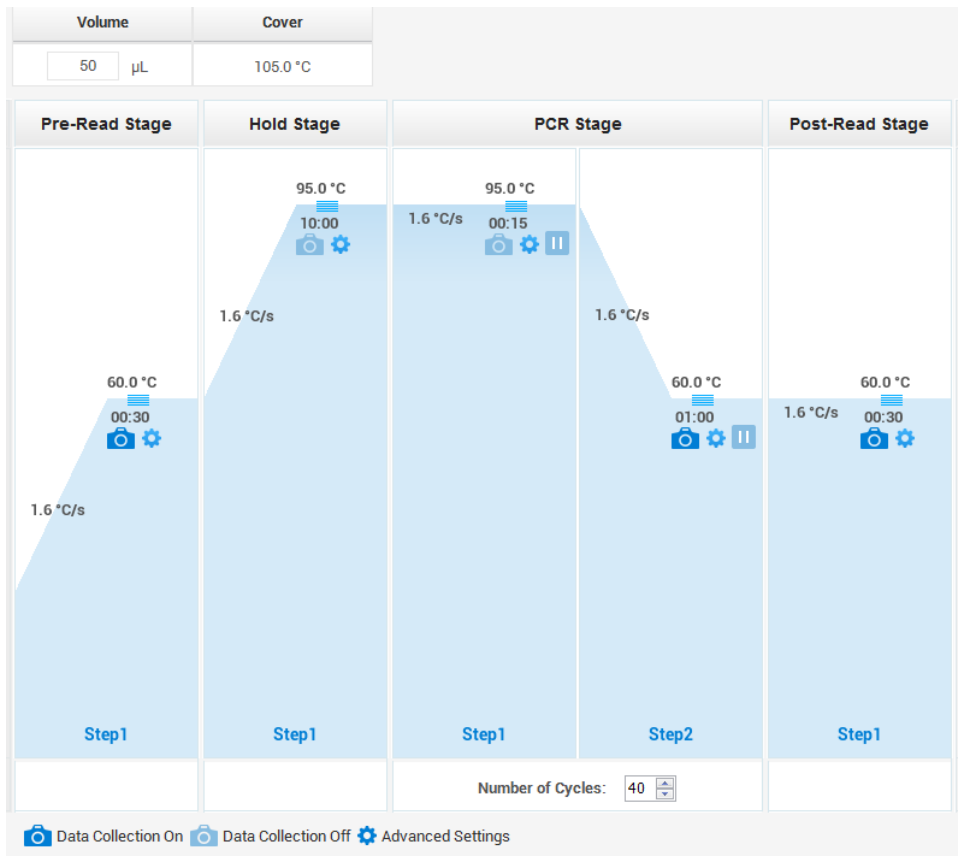 Volume Cover
50 µL 105.0 °C
Pre-Read Stage Hold Stage PCR Stage Post-Read Stage
95.0 °C 95.0 °C
10:00 1.6 °C/s 00:15
1.6 °C/s 1.6 °C/s
60.0 °C 60.0 °C 60.0 °C
00:30 01:00 1.6 °C/s 00:30
1.6 °C/s
Step1 Step1 Step1 Step2 Step1
Number of Cycles: 40
Data Collection On Data Collection Off Advanced Settings